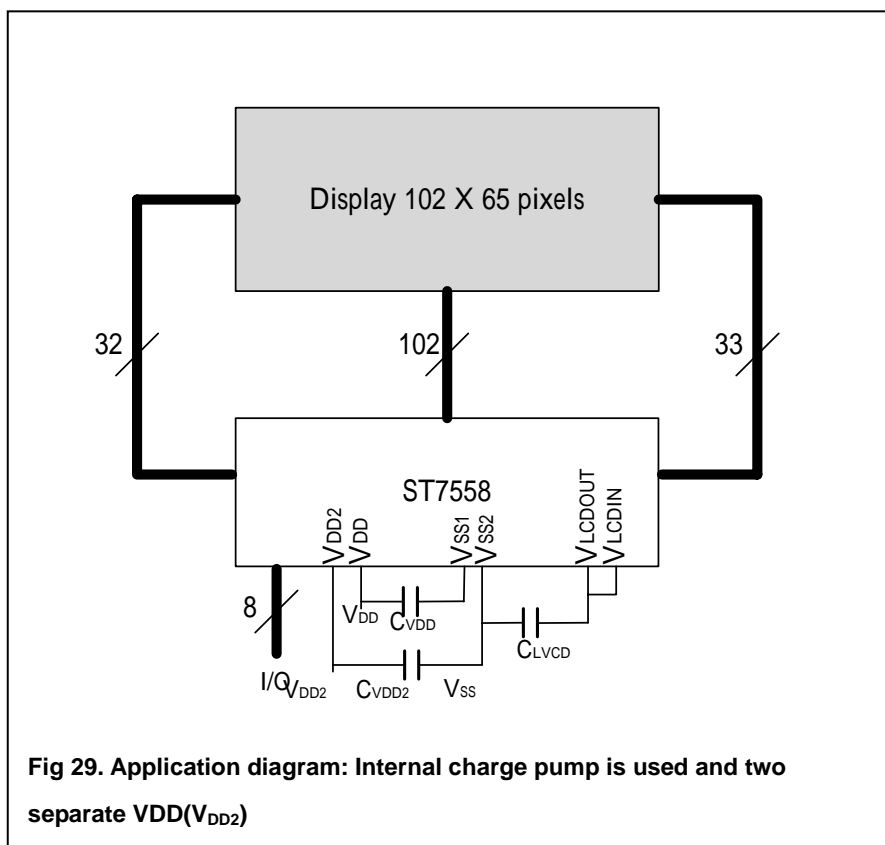 Display 102 X 65 pixels
32
102
33
ST7558
VDD2
VDD
VSS1
VSS2
VLCDOUT
VLCDIN
8
VDD
CVDD
CLVCD
I/O
VDD2
CVDD2
VSS
Fig 29. Application diagram: Internal charge pump is used and two
separate VDD(VDD2)